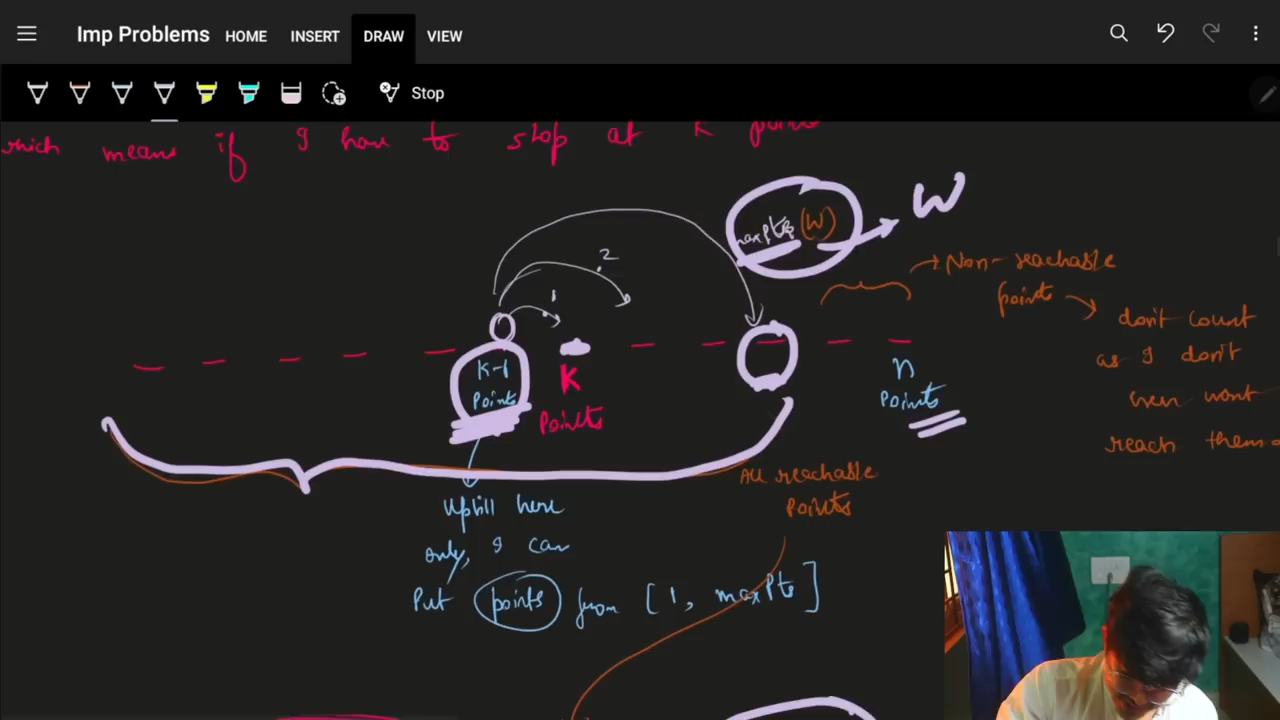 Imp Problems HOME INSERT DRAW VIEW
Stop
which means if I have to stop at K points
maxPts (W) → W
1
2
Non-reachable
points
don't count
as I don't
even want
reach them
K-1
Points
K
Points
n
Points
All reachable
Points
Uptill here
only, I can
Put points from [1, maxPts]